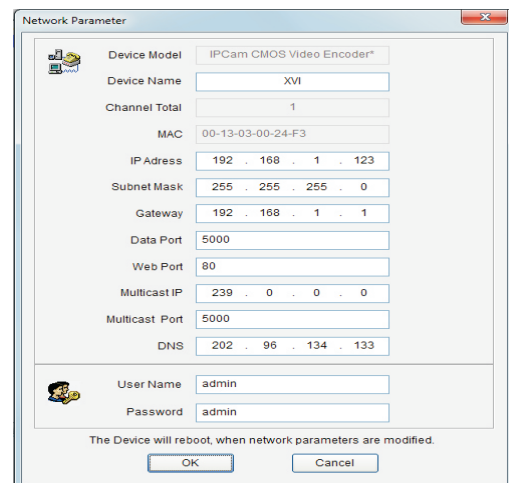 Network Parameter
Device Model IPCam CMOS Video Encoder*
Device Name XVI
Channel Total 1
MAC 00-13-03-00-24-F3
IP Adress 192 . 168 . 1 . 123
Subnet Mask 255 . 255 . 255 . 0
Gateway 192 . 168 . 1 . 1
Data Port 5000
Web Port 80
Multicast IP 239 . 0 . 0 . 0
Multicast Port 5000
DNS 202 . 96 . 134 . 133
User Name admin
Password admin
The Device will reboot, when network parameters are modified.
OK Cancel